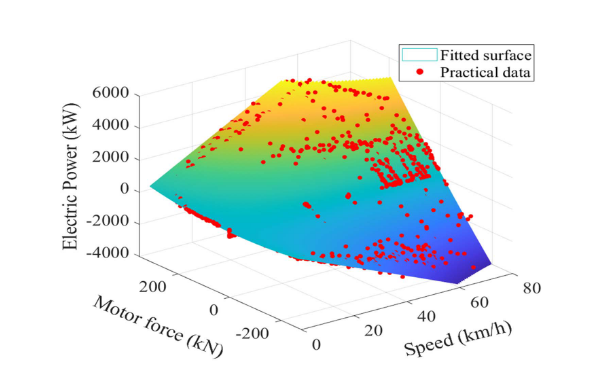 Fitted surface
Practical data
6000
4000
2000
0
-2000
-4000
Electric Power (kW)
200
0
-200
Motor force (kN)
0
20
40
60
80
Speed (km/h)